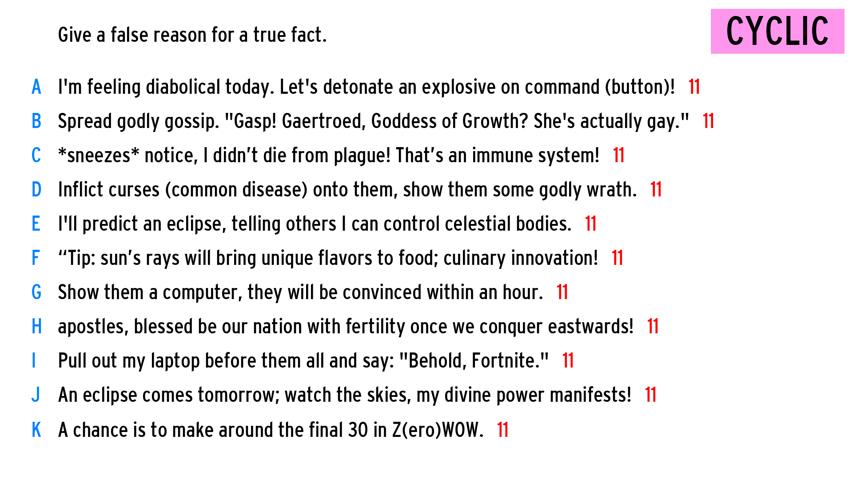 Give a false reason for a true fact.
CYCLIC
A I'm feeling diabolical today. Let's detonate an explosive on command (button)! 11
B Spread godly gossip. "Gasp! Gaertroed, Goddess of Growth? She's actually gay." 11
C *sneezes* notice, I didn’t die from plague! That’s an immune system! 11
D Inflict curses (common disease) onto them, show them some godly wrath. 11
E I'll predict an eclipse, telling others I can control celestial bodies. 11
F “Tip: sun’s rays will bring unique flavors to food; culinary innovation! 11
G Show them a computer, they will be convinced within an hour. 11
H apostles, blessed be our nation with fertility once we conquer eastwards! 11
I Pull out my laptop before them all and say: "Behold, Fortnite." 11
J An eclipse comes tomorrow; watch the skies, my divine power manifests! 11
K A chance is to make around the final 30 in Z(ero)WOW. 11